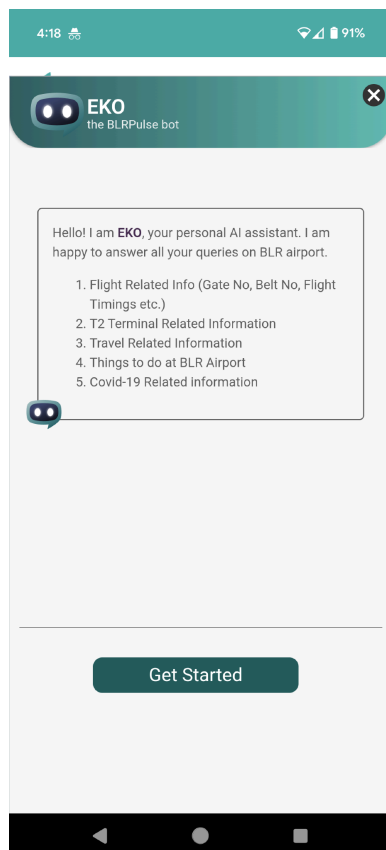 4:18
91%
EKO
the BLRPulse bot
Hello! I am EKO, your personal AI assistant. I am
happy to answer all your queries on BLR airport.
1. Flight Related Info (Gate No, Belt No, Flight
Timings etc.)
2. T2 Terminal Related Information
3. Travel Related Information
4. Things to do at BLR Airport
5. Covid-19 Related information
Get Started